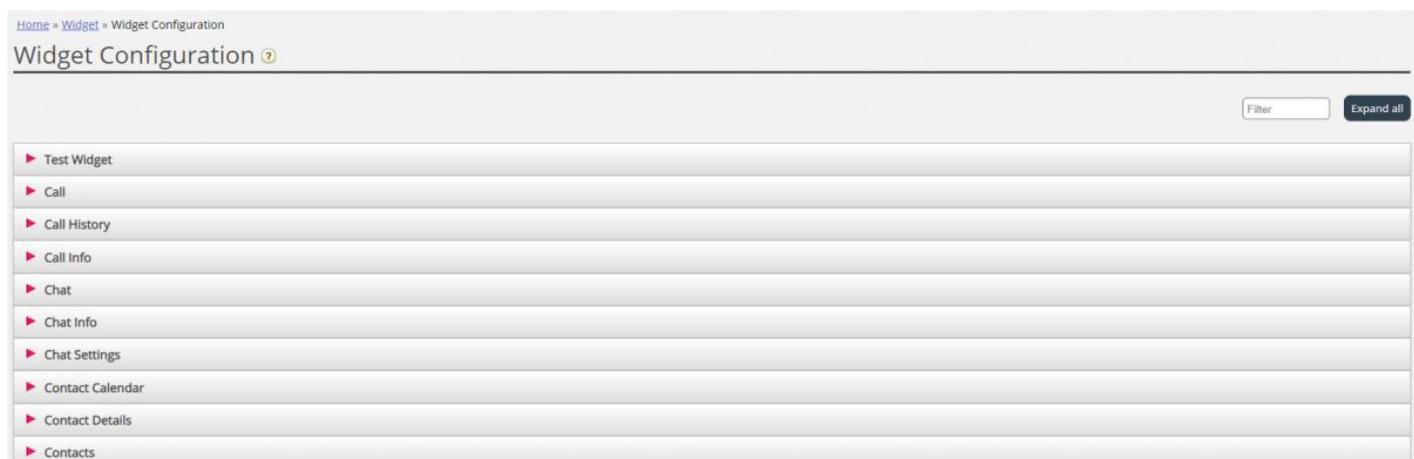 Home » Widget » Widget Configuration
Widget Configuration ?
Filter
Expand all
Test Widget
Call
Call History
Call Info
Chat
Chat Info
Chat Settings
Contact Calendar
Contact Details
Contacts